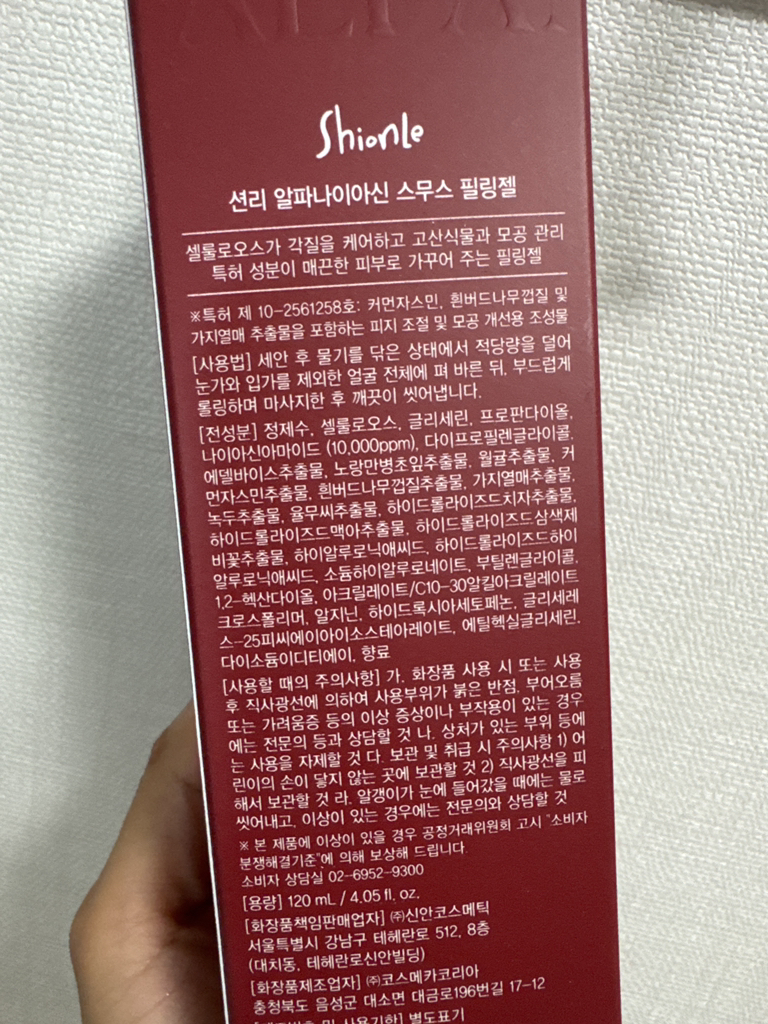 Shionle
션리 알파나이아신 스무스 필링젤
셀룰로오스가 각질을 케어하고 고산식물과 모공 관리
특허 성분이 매끈한 피부로 가꾸어 주는 필링젤
※특허 제 10-2561258호: 커먼자스민, 흰버드나무껍질 및
가지열매 추출물을 포함하는 피지 조절 및 모공 개선용 조성물
[사용법] 세안 후 물기를 닦은 상태에서 적당량을 덜어
눈가와 입가를 제외한 얼굴 전체에 펴 바른 뒤, 부드럽게
롤링하며 마사지한 후 깨끗이 씻어냅니다.
[전성분] 정제수, 셀룰로오스, 글리세린, 프로판다이올,
나이아신아마이드 (10,000ppm), 다이프로필렌글라이콜,
에델바이스추출물, 노랑만병초잎추출물, 월귤추출물, 커
먼자스민추출물, 흰버드나무껍질추출물, 가지열매추출물,
녹두추출물, 율무씨추출물, 하이드롤라이즈드치자추출물,
하이드롤라이즈드맥아추출물, 하이드롤라이즈드삼색제
비꽃추출물, 하이알루로닉애씨드, 하이드롤라이즈드하이
알루로닉애씨드, 소듐하이알루로네이트, 부틸렌글라이콜,
1,2-헥산다이올, 아크릴레이트/C10-30알킬아크릴레이트
크로스폴리머, 알지닌, 하이드록시아세토페논, 글리세레
스-25피씨에이아이소스테아레이트, 에틸헥실글리세린,
다이소듐이디티에이, 향료
[사용할 때의 주의사항] 가. 화장품 사용 시 또는 사용
후 직사광선에 의하여 사용부위가 붉은 반점, 부어오름
또는 가려움증 등의 이상 증상이나 부작용이 있는 경우
에는 전문의 등과 상담할 것 나. 상처가 있는 부위 등에
는 사용을 자제할 것 다. 보관 및 취급 시 주의사항 1) 어
린이의 손이 닿지 않는 곳에 보관할 것 2) 직사광선을 피
해서 보관할 것 라. 알갱이가 눈에 들어갔을 때에는 물로
씻어내고, 이상이 있는 경우에는 전문의와 상담할 것
※ 본 제품에 이상이 있을 경우 공정거래위원회 고시 "소비자
분쟁해결기준"에 의해 보상해 드립니다.
소비자 상담실 02-6952-9300
[용량] 120 mL / 4.05 fl. oz.
[화장품책임판매업자] ㈜신안코스메틱
서울특별시 강남구 테헤란로 512, 8층
(대치동, 테헤란로신안빌딩)
[화장품제조업자] ㈜코스메카코리아
충청북도 음성군 대소면 대금로196번길 17-12
및 사용기한] 별도표기